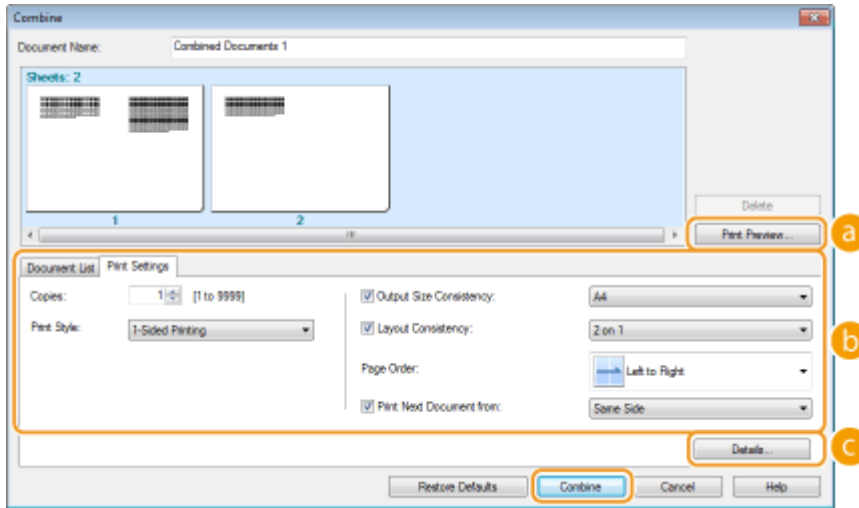 Combine
Document Name: Combined Documents 1
Sheets: 2
1 2
Delete
Print Preview... a
Document List Print Settings
Copies: 1 [1 to 9999] Output Size Consistency: A4
Print Style: 1-Sided Printing Layout Consistency: 2 on 1 b
Page Order: Left to Right
Print Next Document from: Same Side
Details... c
Restore Defaults Combine Cancel Help